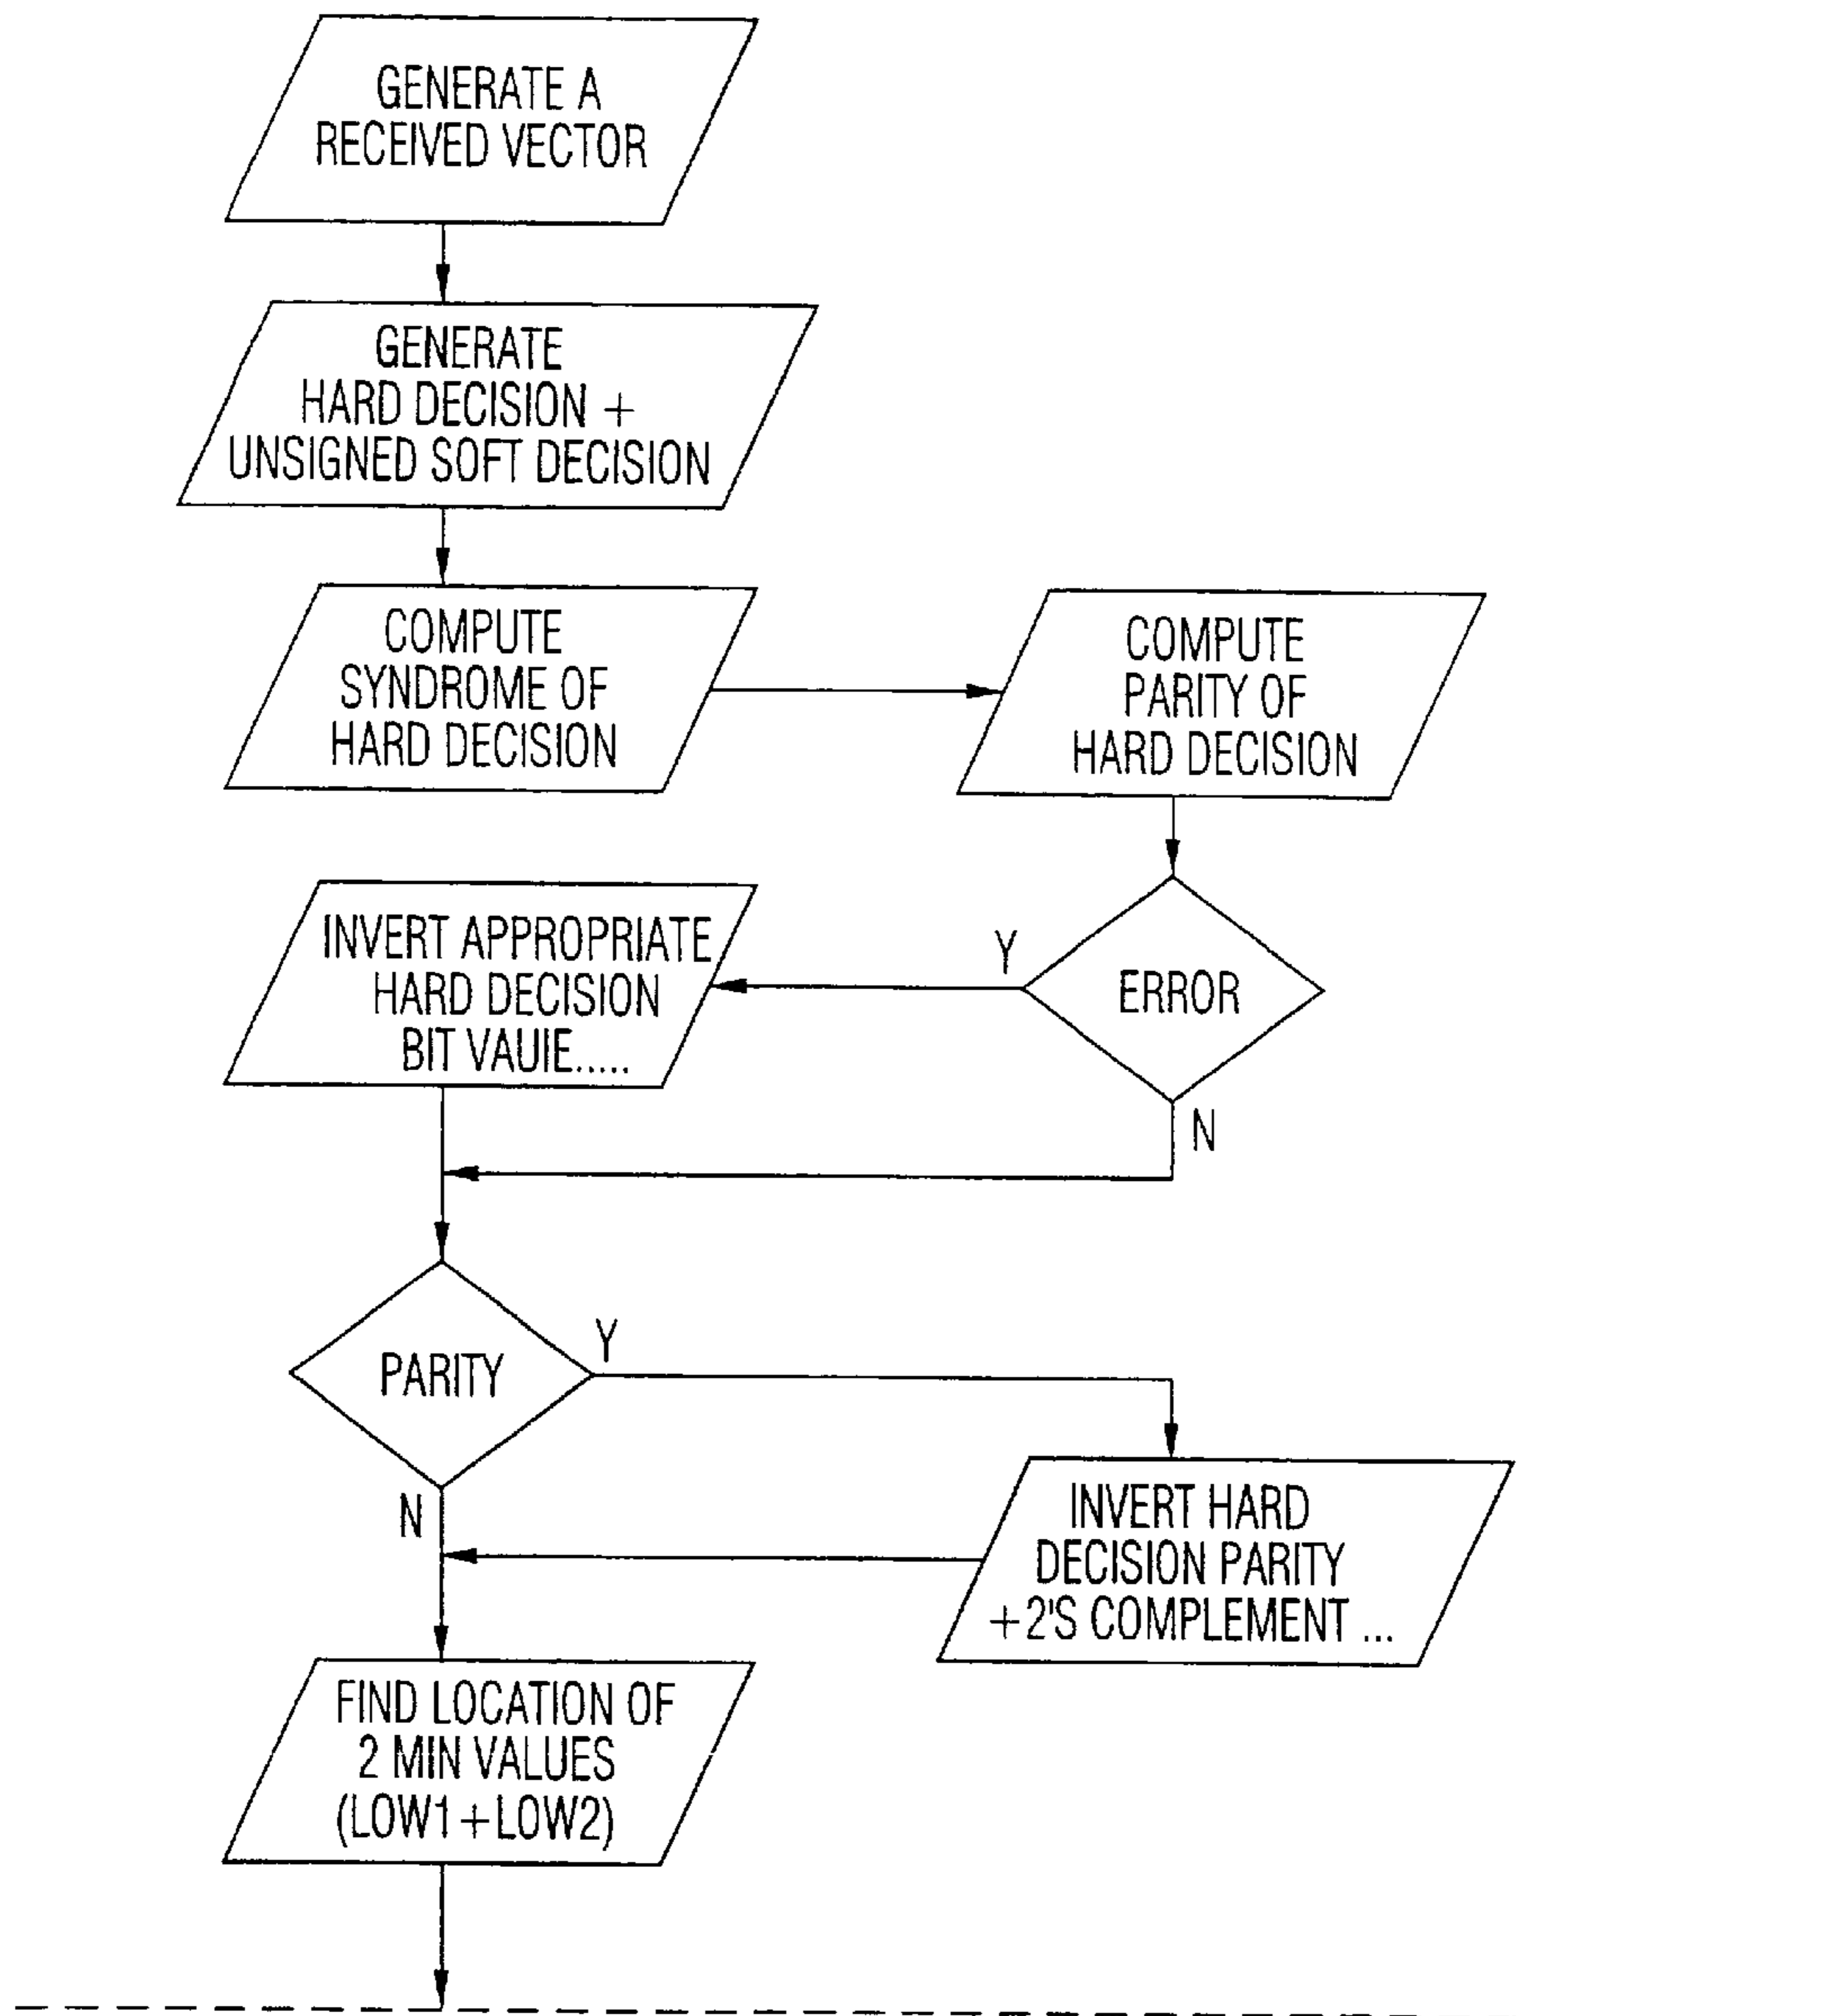 GENERATE A
RECEIVED VECTOR
GENERATE
HARD DECISION +
UNSIGNED SOFT DECISION
COMPUTE
SYNDROME OF
HARD DECISION
COMPUTE
PARITY OF
HARD DECISION
INVERT APPROPRIATE
HARD DECISION
BIT VAUIE.....
Y
ERROR
N
PARITY
Y
N
INVERT HARD
DECISION PARITY
+2'S COMPLEMENT ...
FIND LOCATION OF
2 MIN VALUES
(LOW1+LOW2)